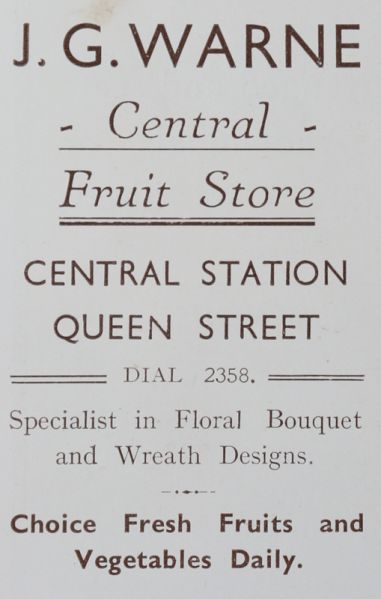 J. G. WARNE
- Central -
Fruit Store
CENTRAL STATION
QUEEN STREET
DIAL 2358.
Specialist in Floral Bouquet
and Wreath Designs.
Choice Fresh Fruits and
Vegetables Daily.